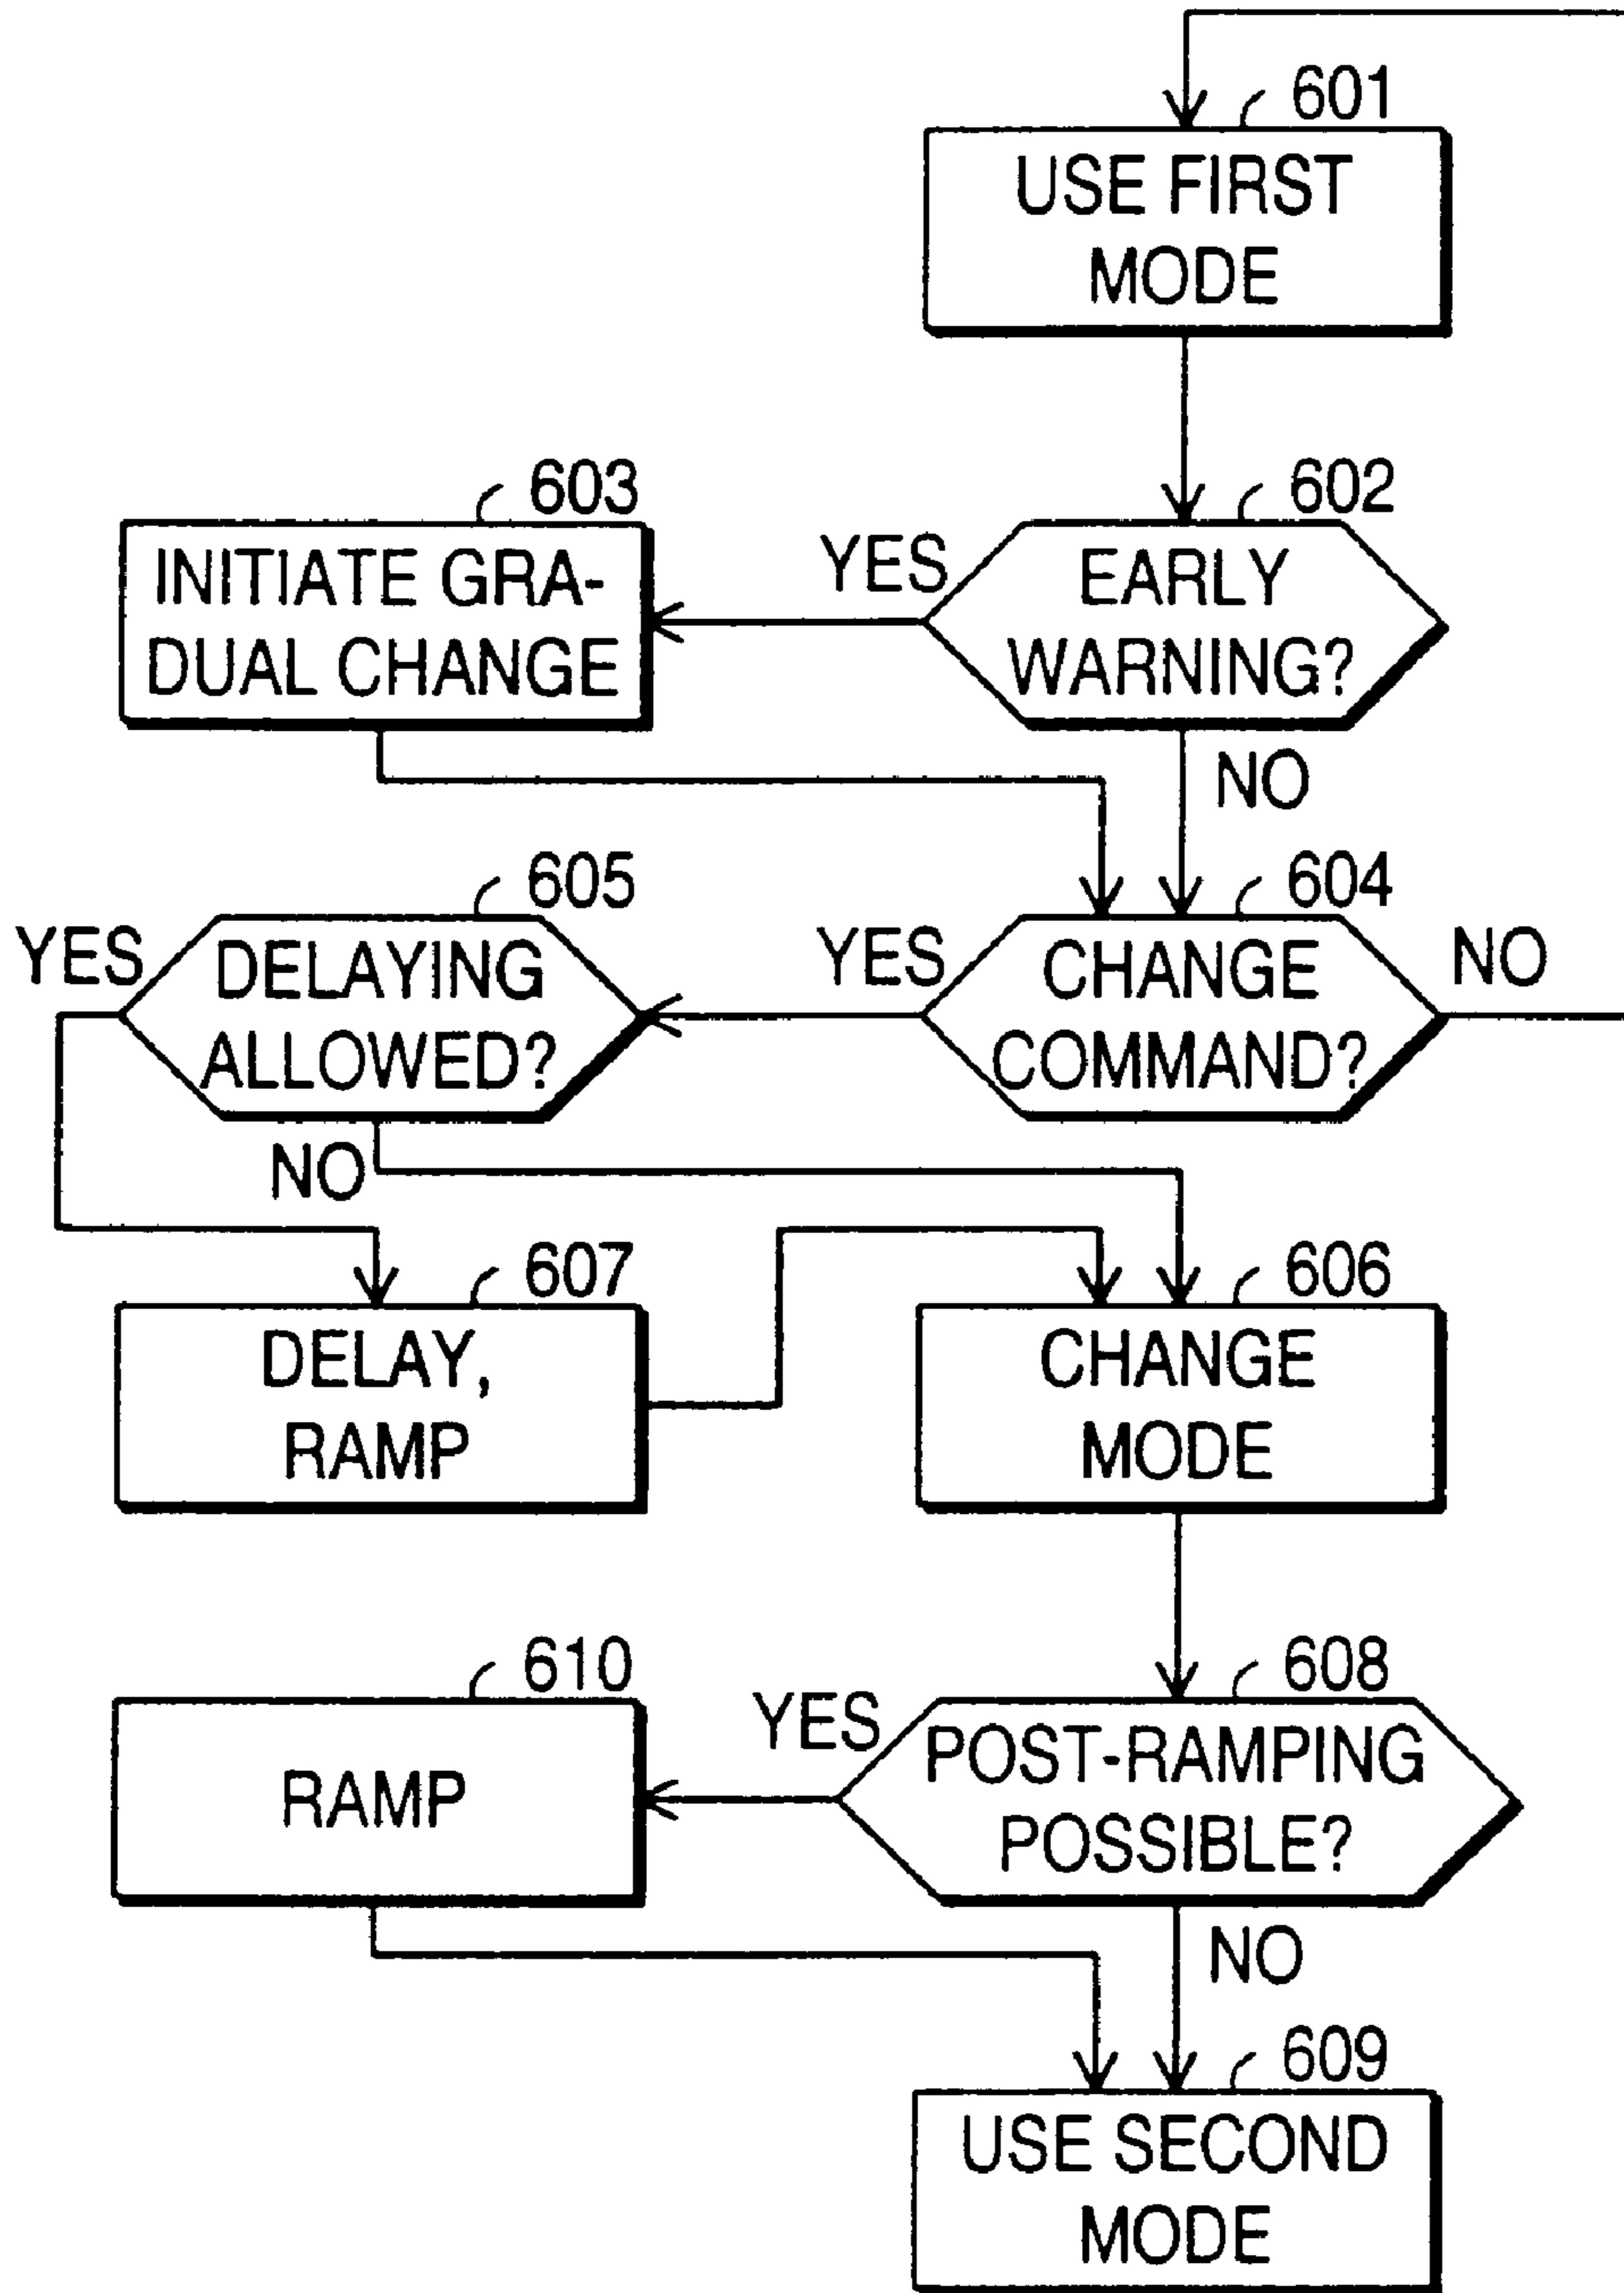 601
USE FIRST
MODE
603
602
INITIATE GRA-
DUAL CHANGE
YES
EARLY
WARNING?
NO
605
604
YES
DELAYING
ALLOWED?
YES
CHANGE
COMMAND?
NO
NO
607
606
DELAY,
RAMP
CHANGE
MODE
610
608
RAMP
YES
POST-RAMPING
POSSIBLE?
NO
609
USE SECOND
MODE